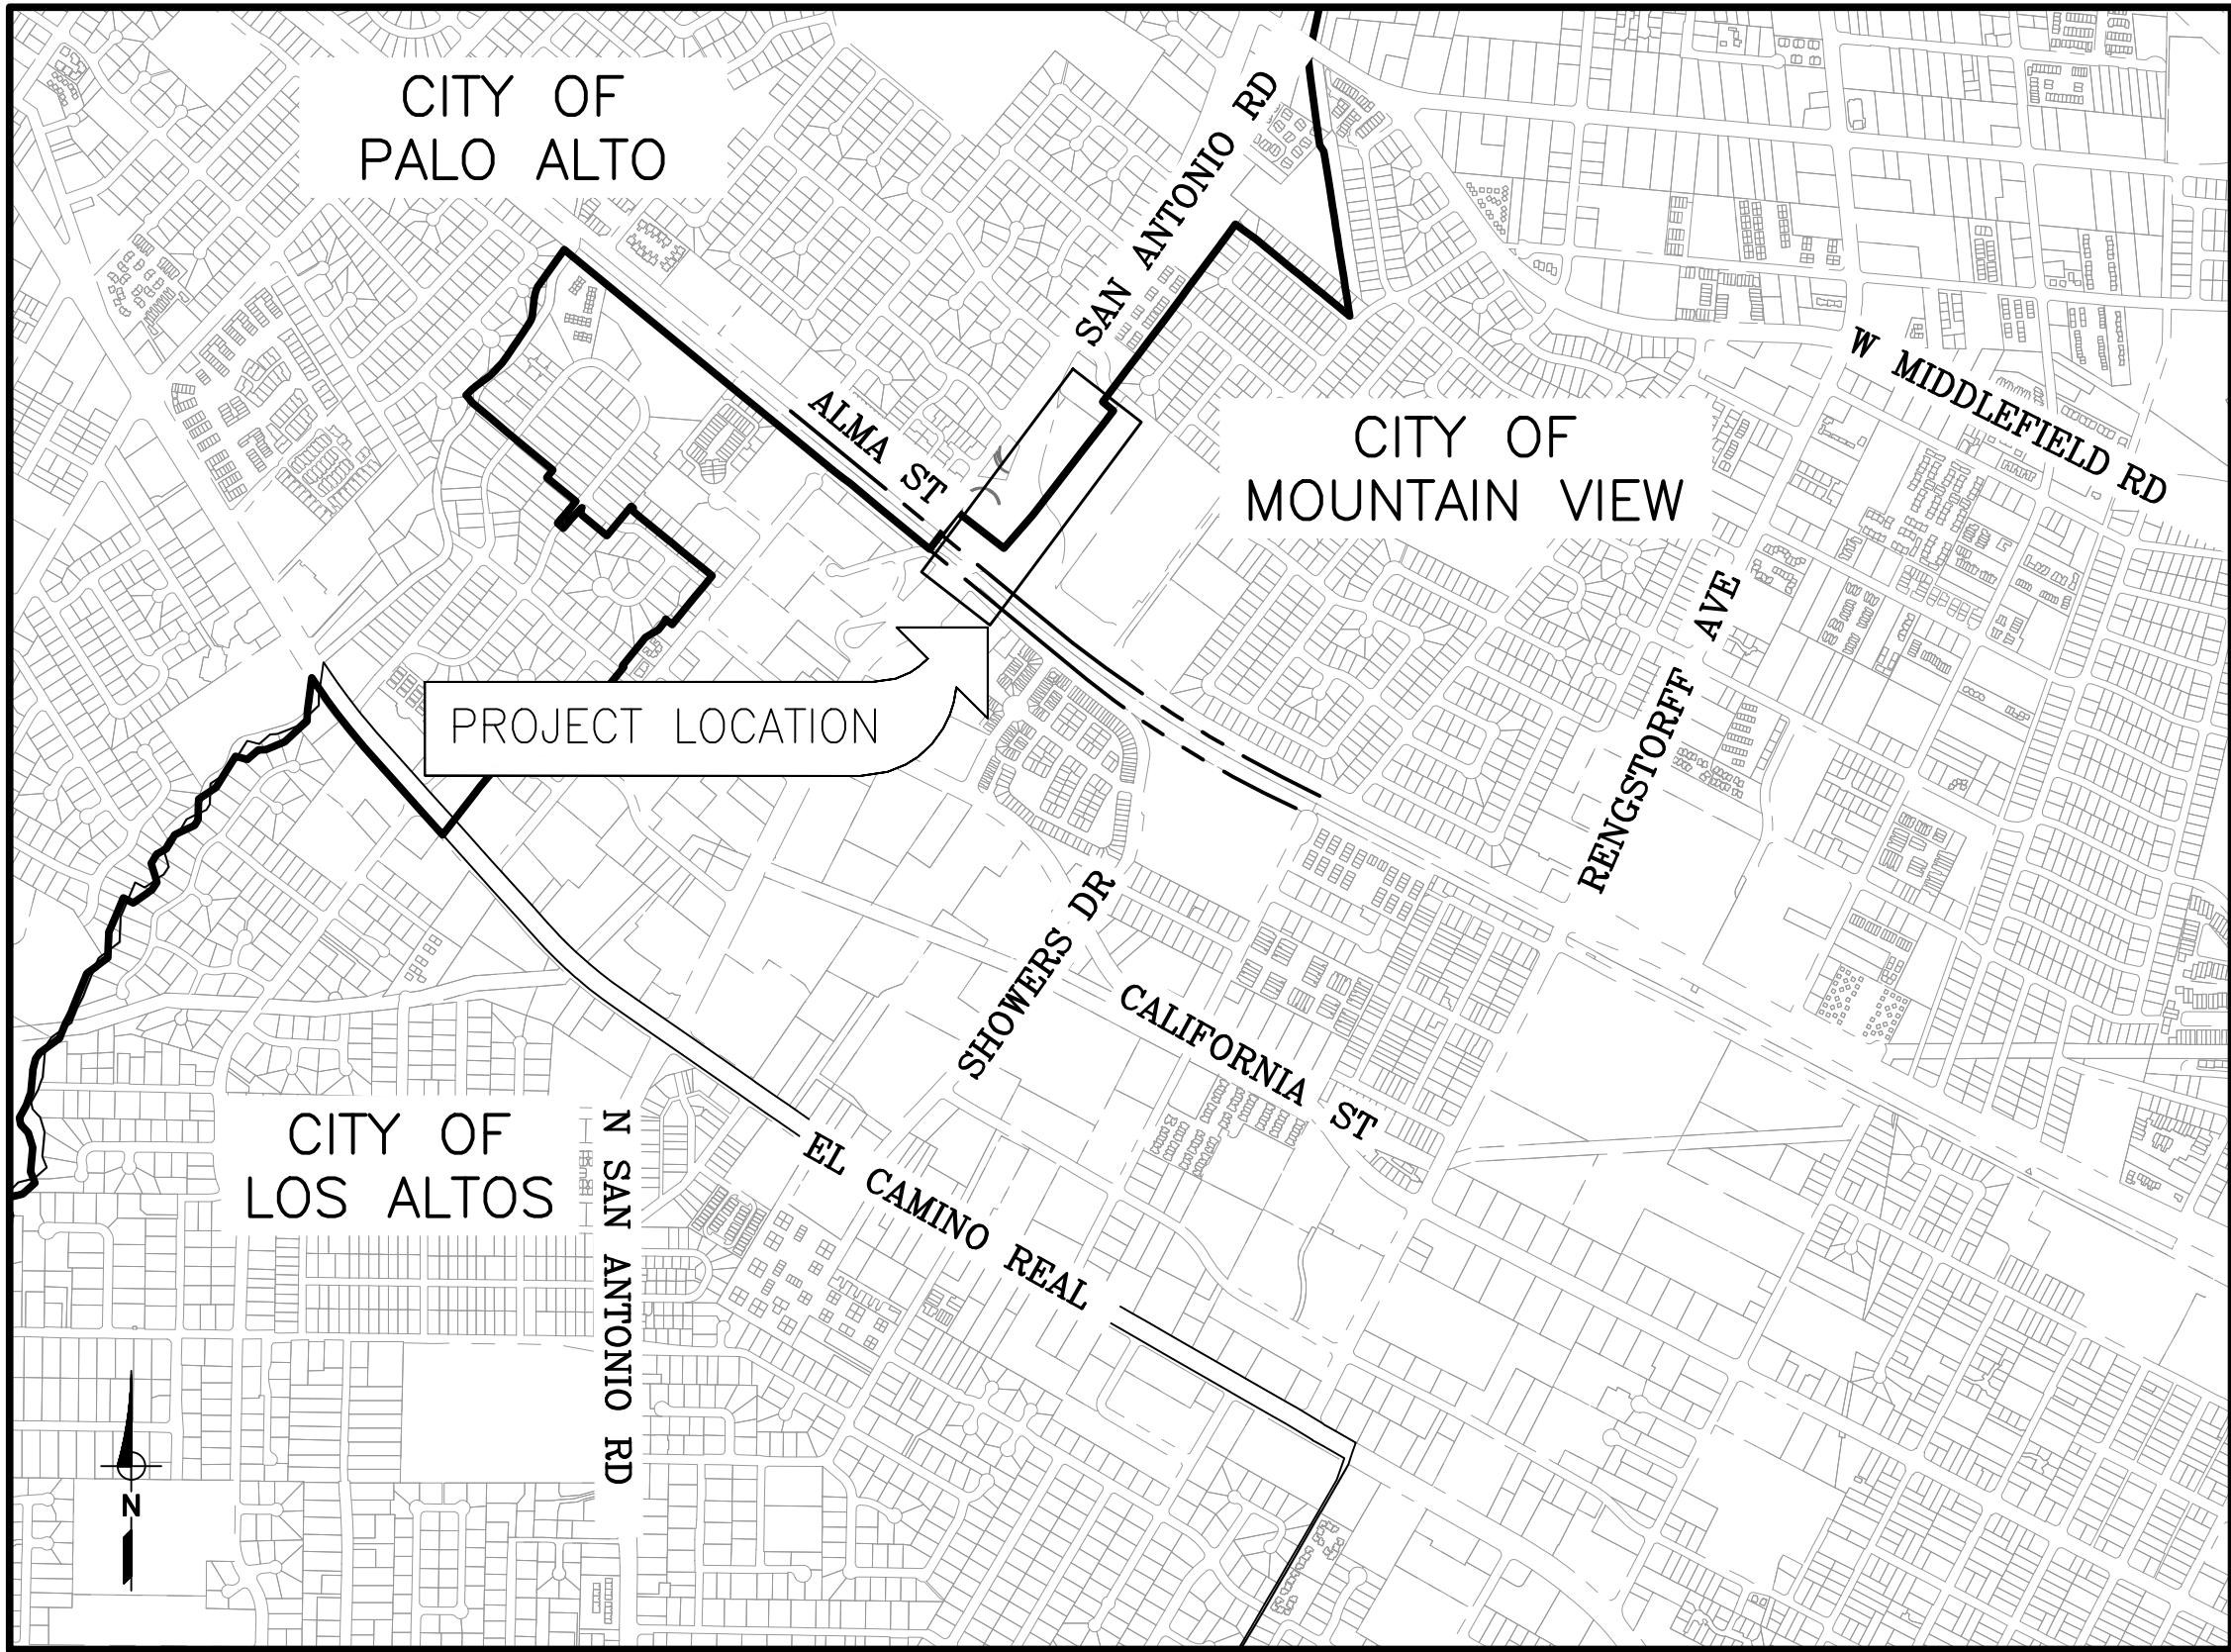 CITY OF
PALO ALTO
SAN ANTONIO RD
ALMA ST
CITY OF
MOUNTAIN VIEW
W MIDDLEFIELD RD
RENGSTORFF AVE
PROJECT LOCATION
SHOWERS DR
CALIFORNIA ST
CITY OF
LOS ALTOS
N SAN ANTONIO RD
EL CAMINO REAL
N